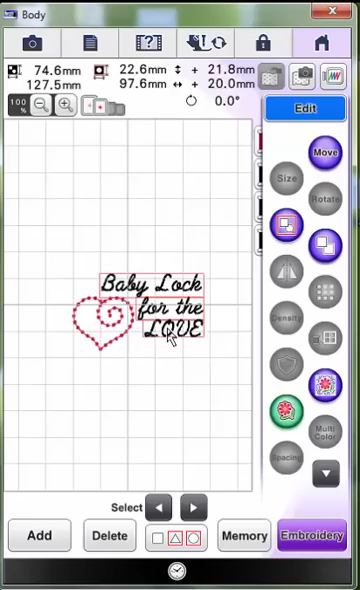 Body
74.6mm
127.5mm
22.6mm
97.6mm
+ 21.8mm
+ 20.0mm
0.0°
100 %
Edit
Move
Size
Rotate
Density
Multi Color
Spacing
Baby Lock
for the
LOVE
Select
Add
Delete
Memory
Embroidery